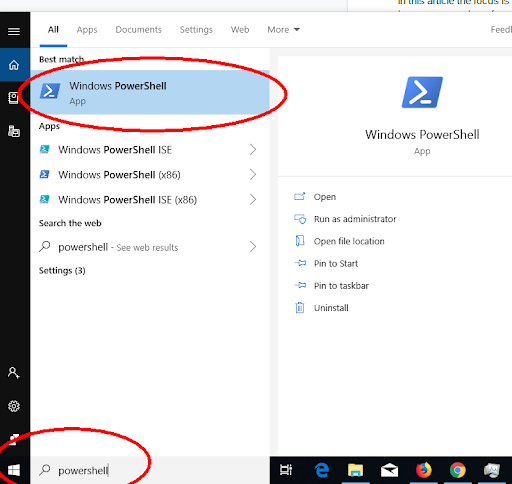 in this article the focus is
All Apps Documents Settings Web More Feed
Best match
Windows PowerShell
App
Apps
Windows PowerShell ISE
Windows PowerShell (x86)
Windows PowerShell ISE (x86)
Search the web
powershell - See web results
Settings (3)
Windows PowerShell
App
Open
Run as administrator
Open file location
Pin to Start
Pin to taskbar
Uninstall
powershell